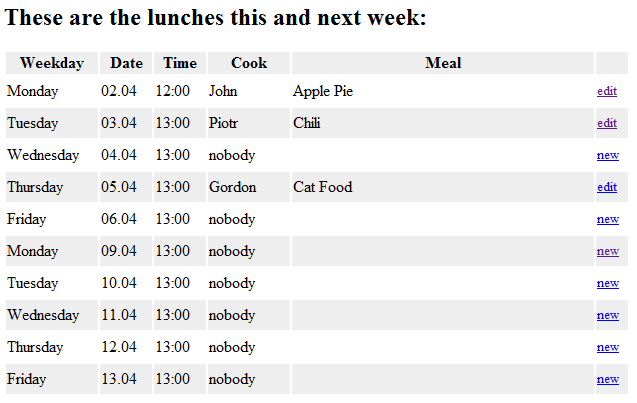 These are the lunches this and next week:
Weekday Date Time Cook Meal
Monday 02.04 12:00 John Apple Pie edit
Tuesday 03.04 13:00 Piotr Chili edit
Wednesday 04.04 13:00 nobody new
Thursday 05.04 13:00 Gordon Cat Food edit
Friday 06.04 13:00 nobody new
Monday 09.04 13:00 nobody new
Tuesday 10.04 13:00 nobody new
Wednesday 11.04 13:00 nobody new
Thursday 12.04 13:00 nobody new
Friday 13.04 13:00 nobody new